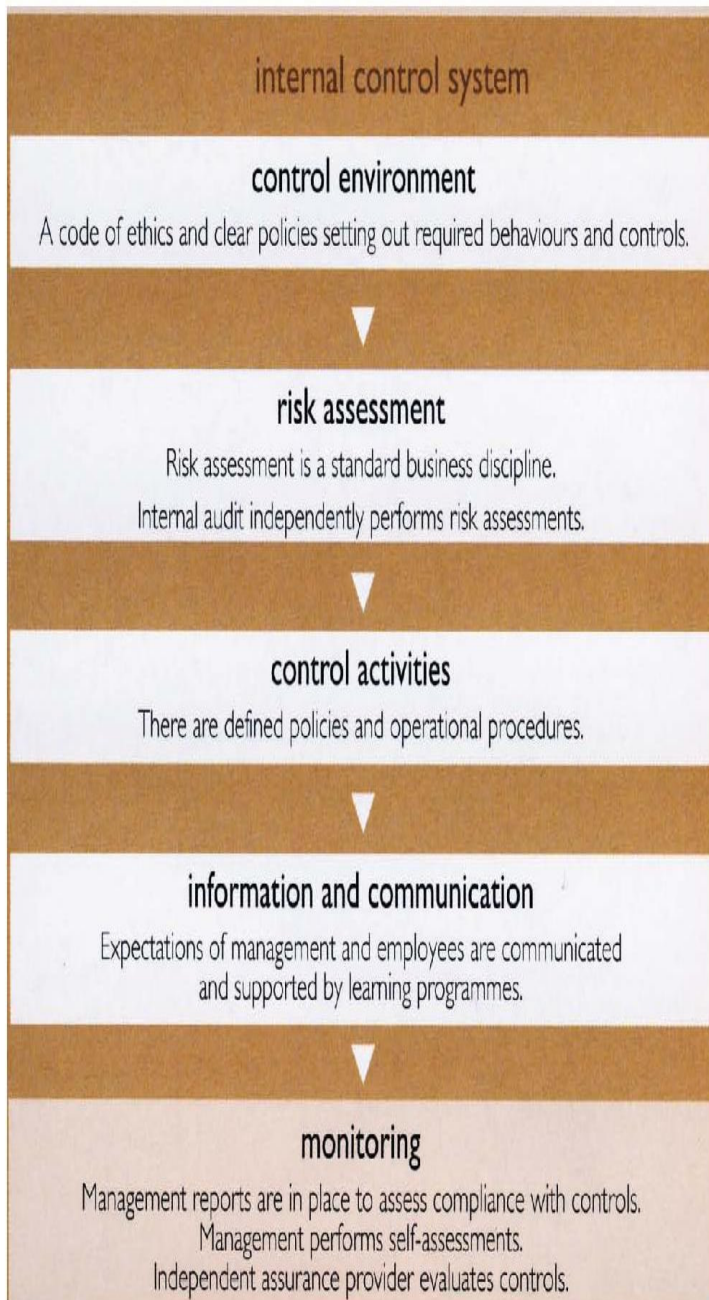 internal control system
control environment
A code of ethics and clear policies setting out required behaviours and controls.
risk assessment
Risk assessment is a standard business discipline.
Internal audit independently performs risk assessments.
control activities
There are defined policies and operational procedures.
information and communication
Expectations of management and employees are communicated
and supported by learning programmes.
monitoring
Management reports are in place to assess compliance with controls.
Management performs self-assessments.
Independent assurance provider evaluates controls.